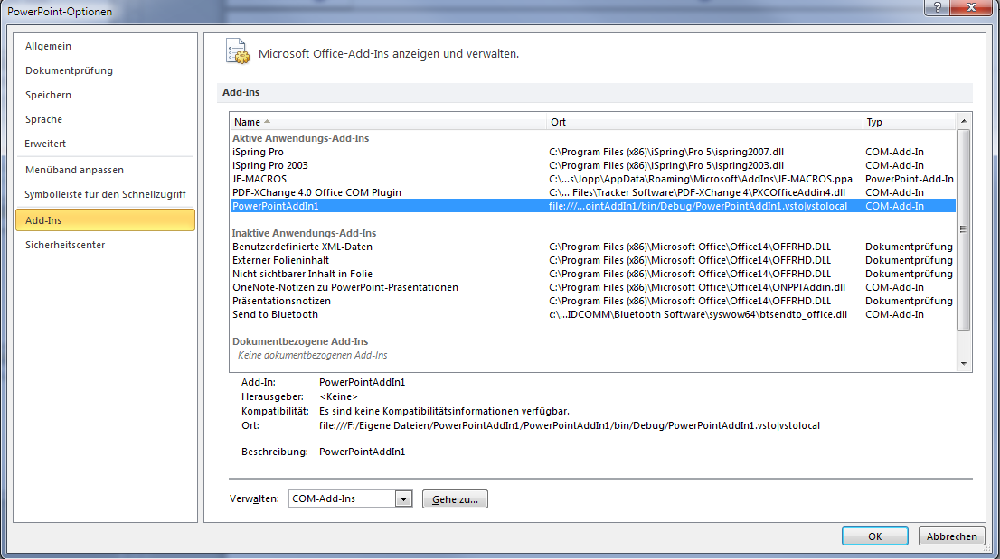 PowerPoint-Optionen
?
Allgemein
Dokumentprüfung
Speichern
Sprache
Erweitert
Menüband anpassen
Symbolleiste für den Schnellzugriff
Add-Ins
Sicherheitscenter
Microsoft Office-Add-Ins anzeigen und verwalten.
Add-Ins
Name Ort Typ
Aktive Anwendungs-Add-Ins
iSpring Pro C:\Program Files (x86)\iSpring\Pro 5\ispring2007.dll COM-Add-In
iSpring Pro 2003 C:\Program Files (x86)\iSpring\Pro 5\ispring2003.dll COM-Add-In
JF-MACROS C:\...s\Jopp\AppData\Roaming\Microsoft\AddIns\JF-MACROS.ppa PowerPoint-Add-In
PDF-XChange 4.0 Office COM Plugin C:\... Files\Tracker Software\PDF-XChange 4\PXCOfficeAddin4.dll COM-Add-In
PowerPointAddIn1 file:///...ointAddIn1/bin/Debug/PowerPointAddIn1.vsto|vstolocal COM-Add-In
Inaktive Anwendungs-Add-Ins
Benutzerdefinierte XML-Daten C:\Program Files (x86)\Microsoft Office\Office14\OFFRHD.DLL Dokumentprüfung
Externer Folieninhalt C:\Program Files (x86)\Microsoft Office\Office14\OFFRHD.DLL Dokumentprüfung
Nicht sichtbarer Inhalt in Folie C:\Program Files (x86)\Microsoft Office\Office14\OFFRHD.DLL Dokumentprüfung
OneNote-Notizen zu PowerPoint-Präsentationen C:\Program Files (x86)\Microsoft Office\Office14\ONPPTAddin.dll COM-Add-In
Präsentationsnotizen C:\Program Files (x86)\Microsoft Office\Office14\OFFRHD.DLL Dokumentprüfung
Send to Bluetooth c:\...IDCOMM\Bluetooth Software\syswow64\btsendto_office.dll COM-Add-In
Dokumentbezogene Add-Ins
Keine dokumentbezogenen Add-Ins
Add-In: PowerPointAddIn1
Herausgeber: <Keine>
Kompatibilität: Es sind keine Kompatibilitätsinformationen verfügbar.
Ort: file:///F:/Eigene Dateien/PowerPointAddIn1/PowerPointAddIn1/bin/Debug/PowerPointAddIn1.vsto|vstolocal
Beschreibung: PowerPointAddIn1
Verwalten: COM-Add-Ins Gehe zu...
OK Abbrechen